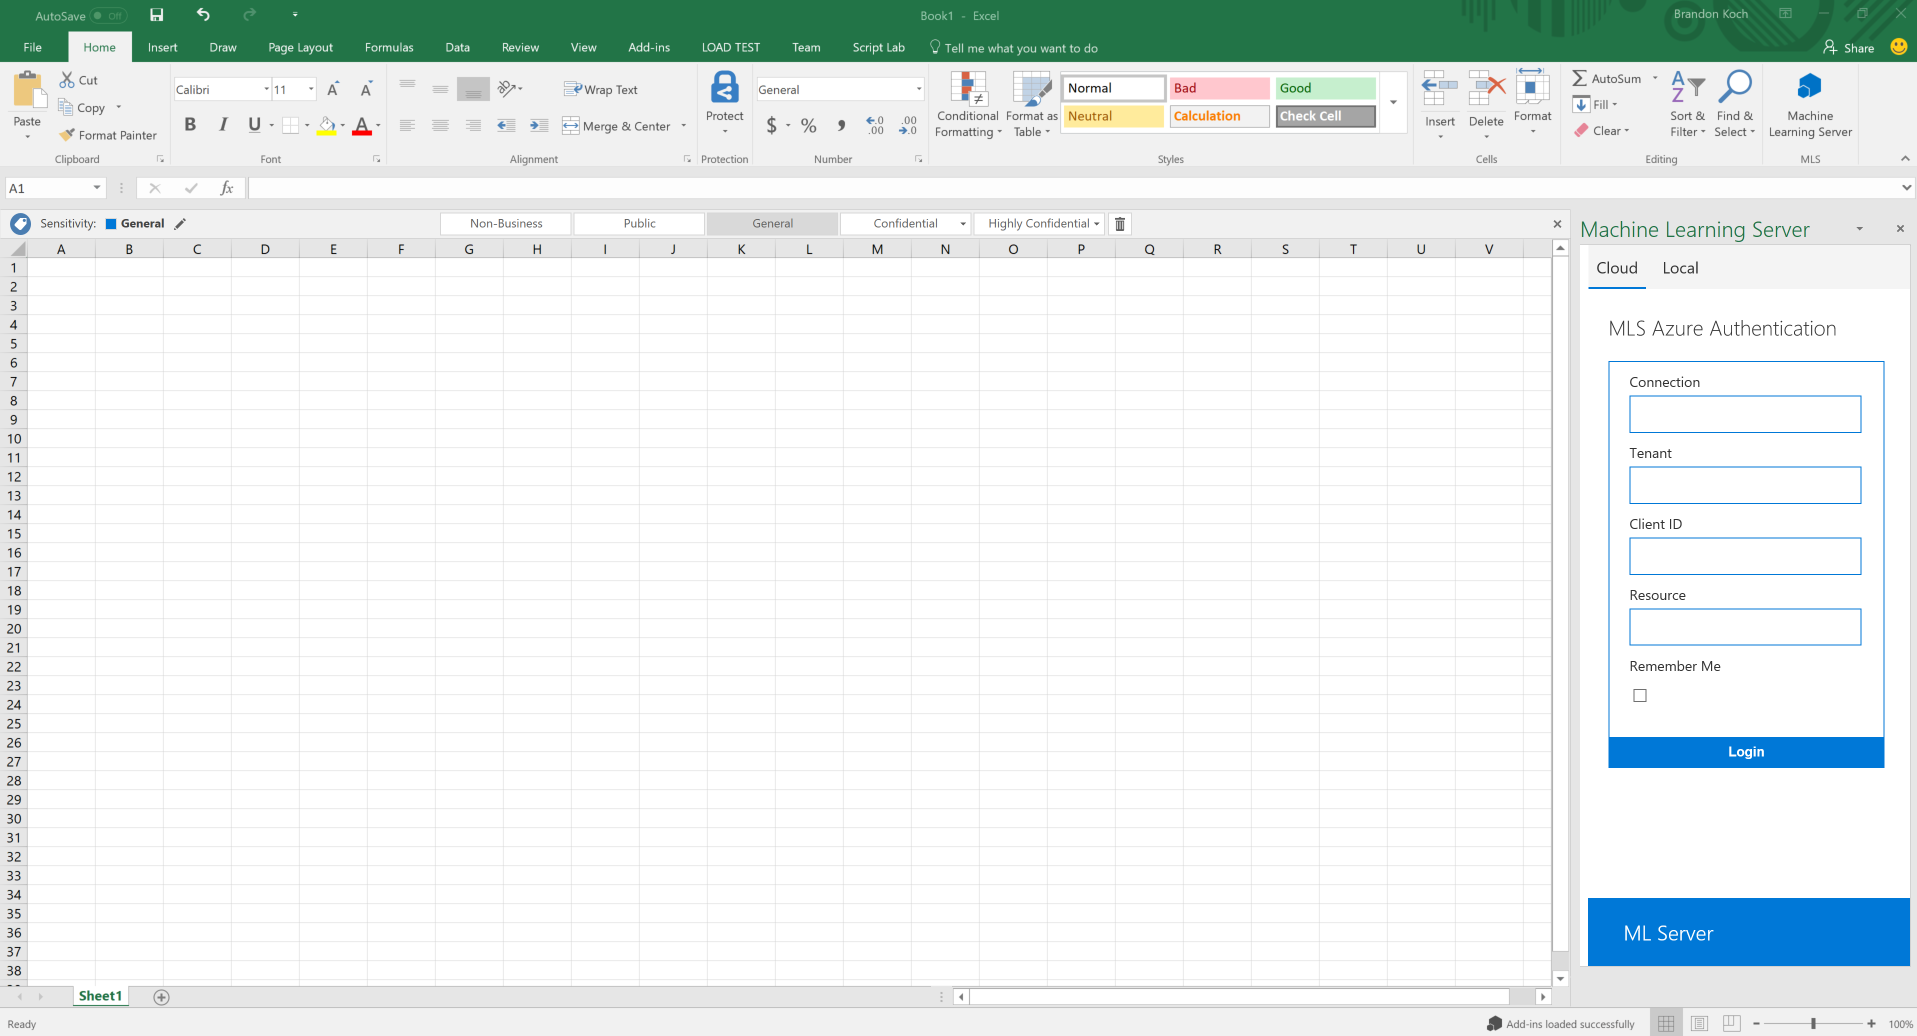 AutoSave Off
Book1 - Excel
Brandon Koch
File Home Insert Draw Page Layout Formulas Data Review View Add-ins LOAD TEST Team Script Lab Tell me what you want to do Share
Paste
Cut
Copy
Format Painter
Clipboard
Calibri 11 A A
B I U A
Font
Wrap Text
Merge & Center
Alignment
Protect
Protection
General
$ % , .0 .00 .00 .0
Number
Conditional Formatting
Format as Table
Normal Bad Good
Neutral Calculation Check Cell
Styles
Insert Delete Format
Cells
AutoSum
Fill
Clear
Sort & Filter
Find & Select
Editing
Machine Learning Server
MLS
A1 fx
Sensitivity: General Non-Business Public General Confidential Highly Confidential
A B C D E F G H I J K L M N O P Q R S T U V
1
2
3
4
5
6
7
8
9
10
11
12
13
14
15
16
17
18
19
20
21
22
23
24
25
26
27
28
29
30
31
32
33
34
35
36
37
38
Machine Learning Server
Cloud Local
MLS Azure Authentication
Connection
Tenant
Client ID
Resource
Remember Me
Login
ML Server
Sheet1
Ready
Add-ins loaded successfully
100%